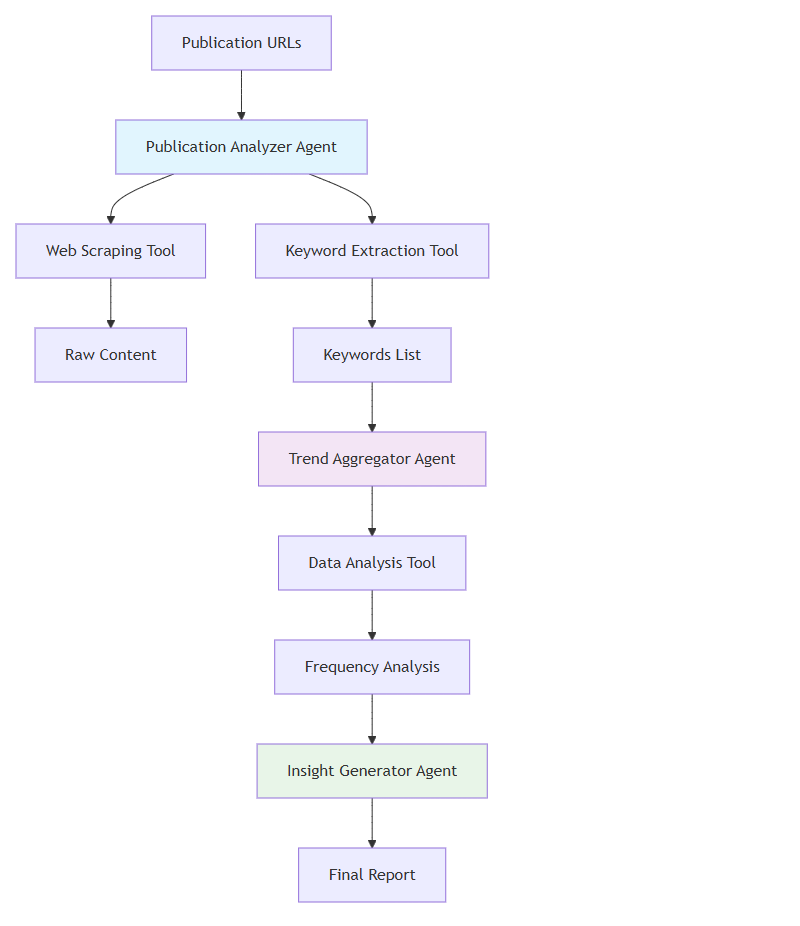 Publication URLs
Publication Analyzer Agent
Web Scraping Tool
Keyword Extraction Tool
Raw Content
Keywords List
Trend Aggregator Agent
Data Analysis Tool
Frequency Analysis
Insight Generator Agent
Final Report